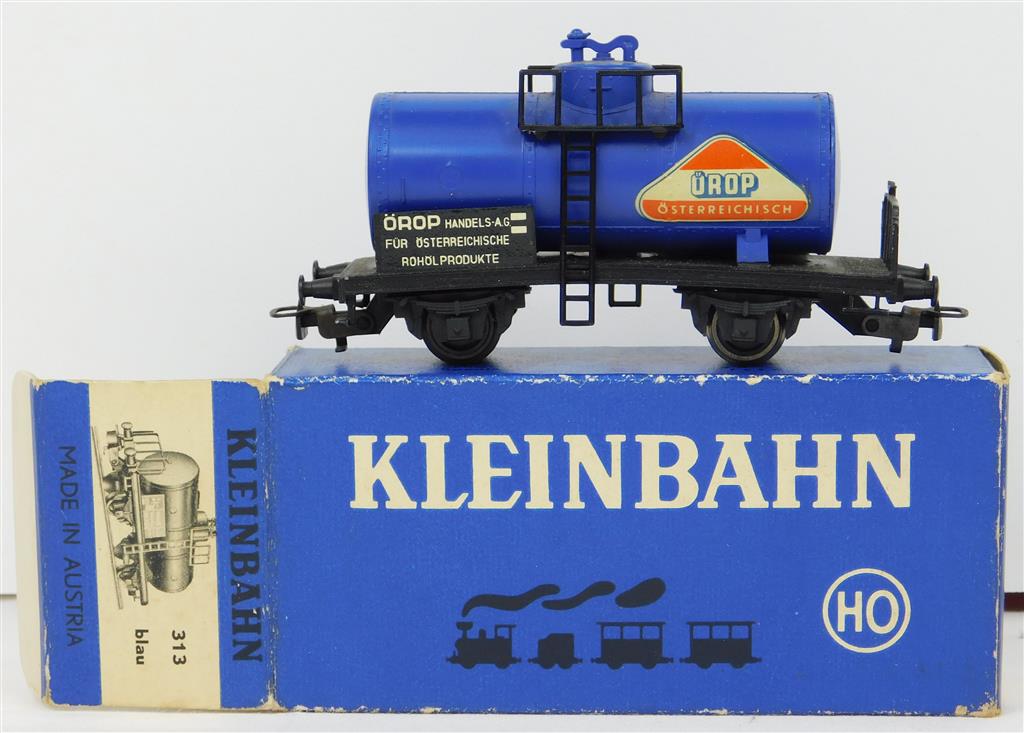 ÖROP
ÖSTERREICHISCH
ÖROP HANDELS-A.G.
FÜR ÖSTERREICHISCHE
ROHÖLPRODUKTE
KLEINBAHN
HO
KLEINBAHN
313
blau
MADE IN AUSTRIA